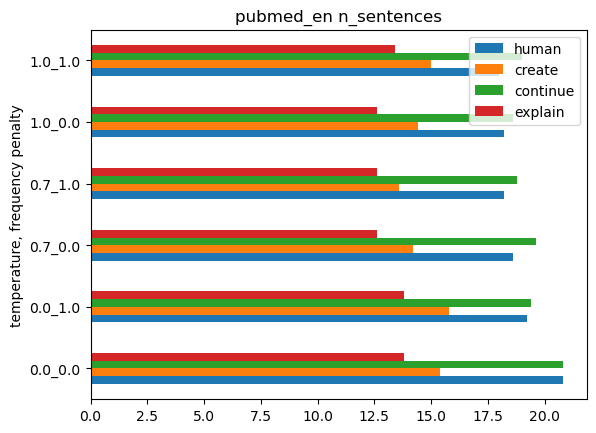 pubmed_en n_sentences
human
create
continue
explain
temperature, frequency penalty
1.0_1.0
1.0_0.0
0.7_1.0
0.7_0.0
0.0_1.0
0.0_0.0
0.0 2.5 5.0 7.5 10.0 12.5 15.0 17.5 20.0